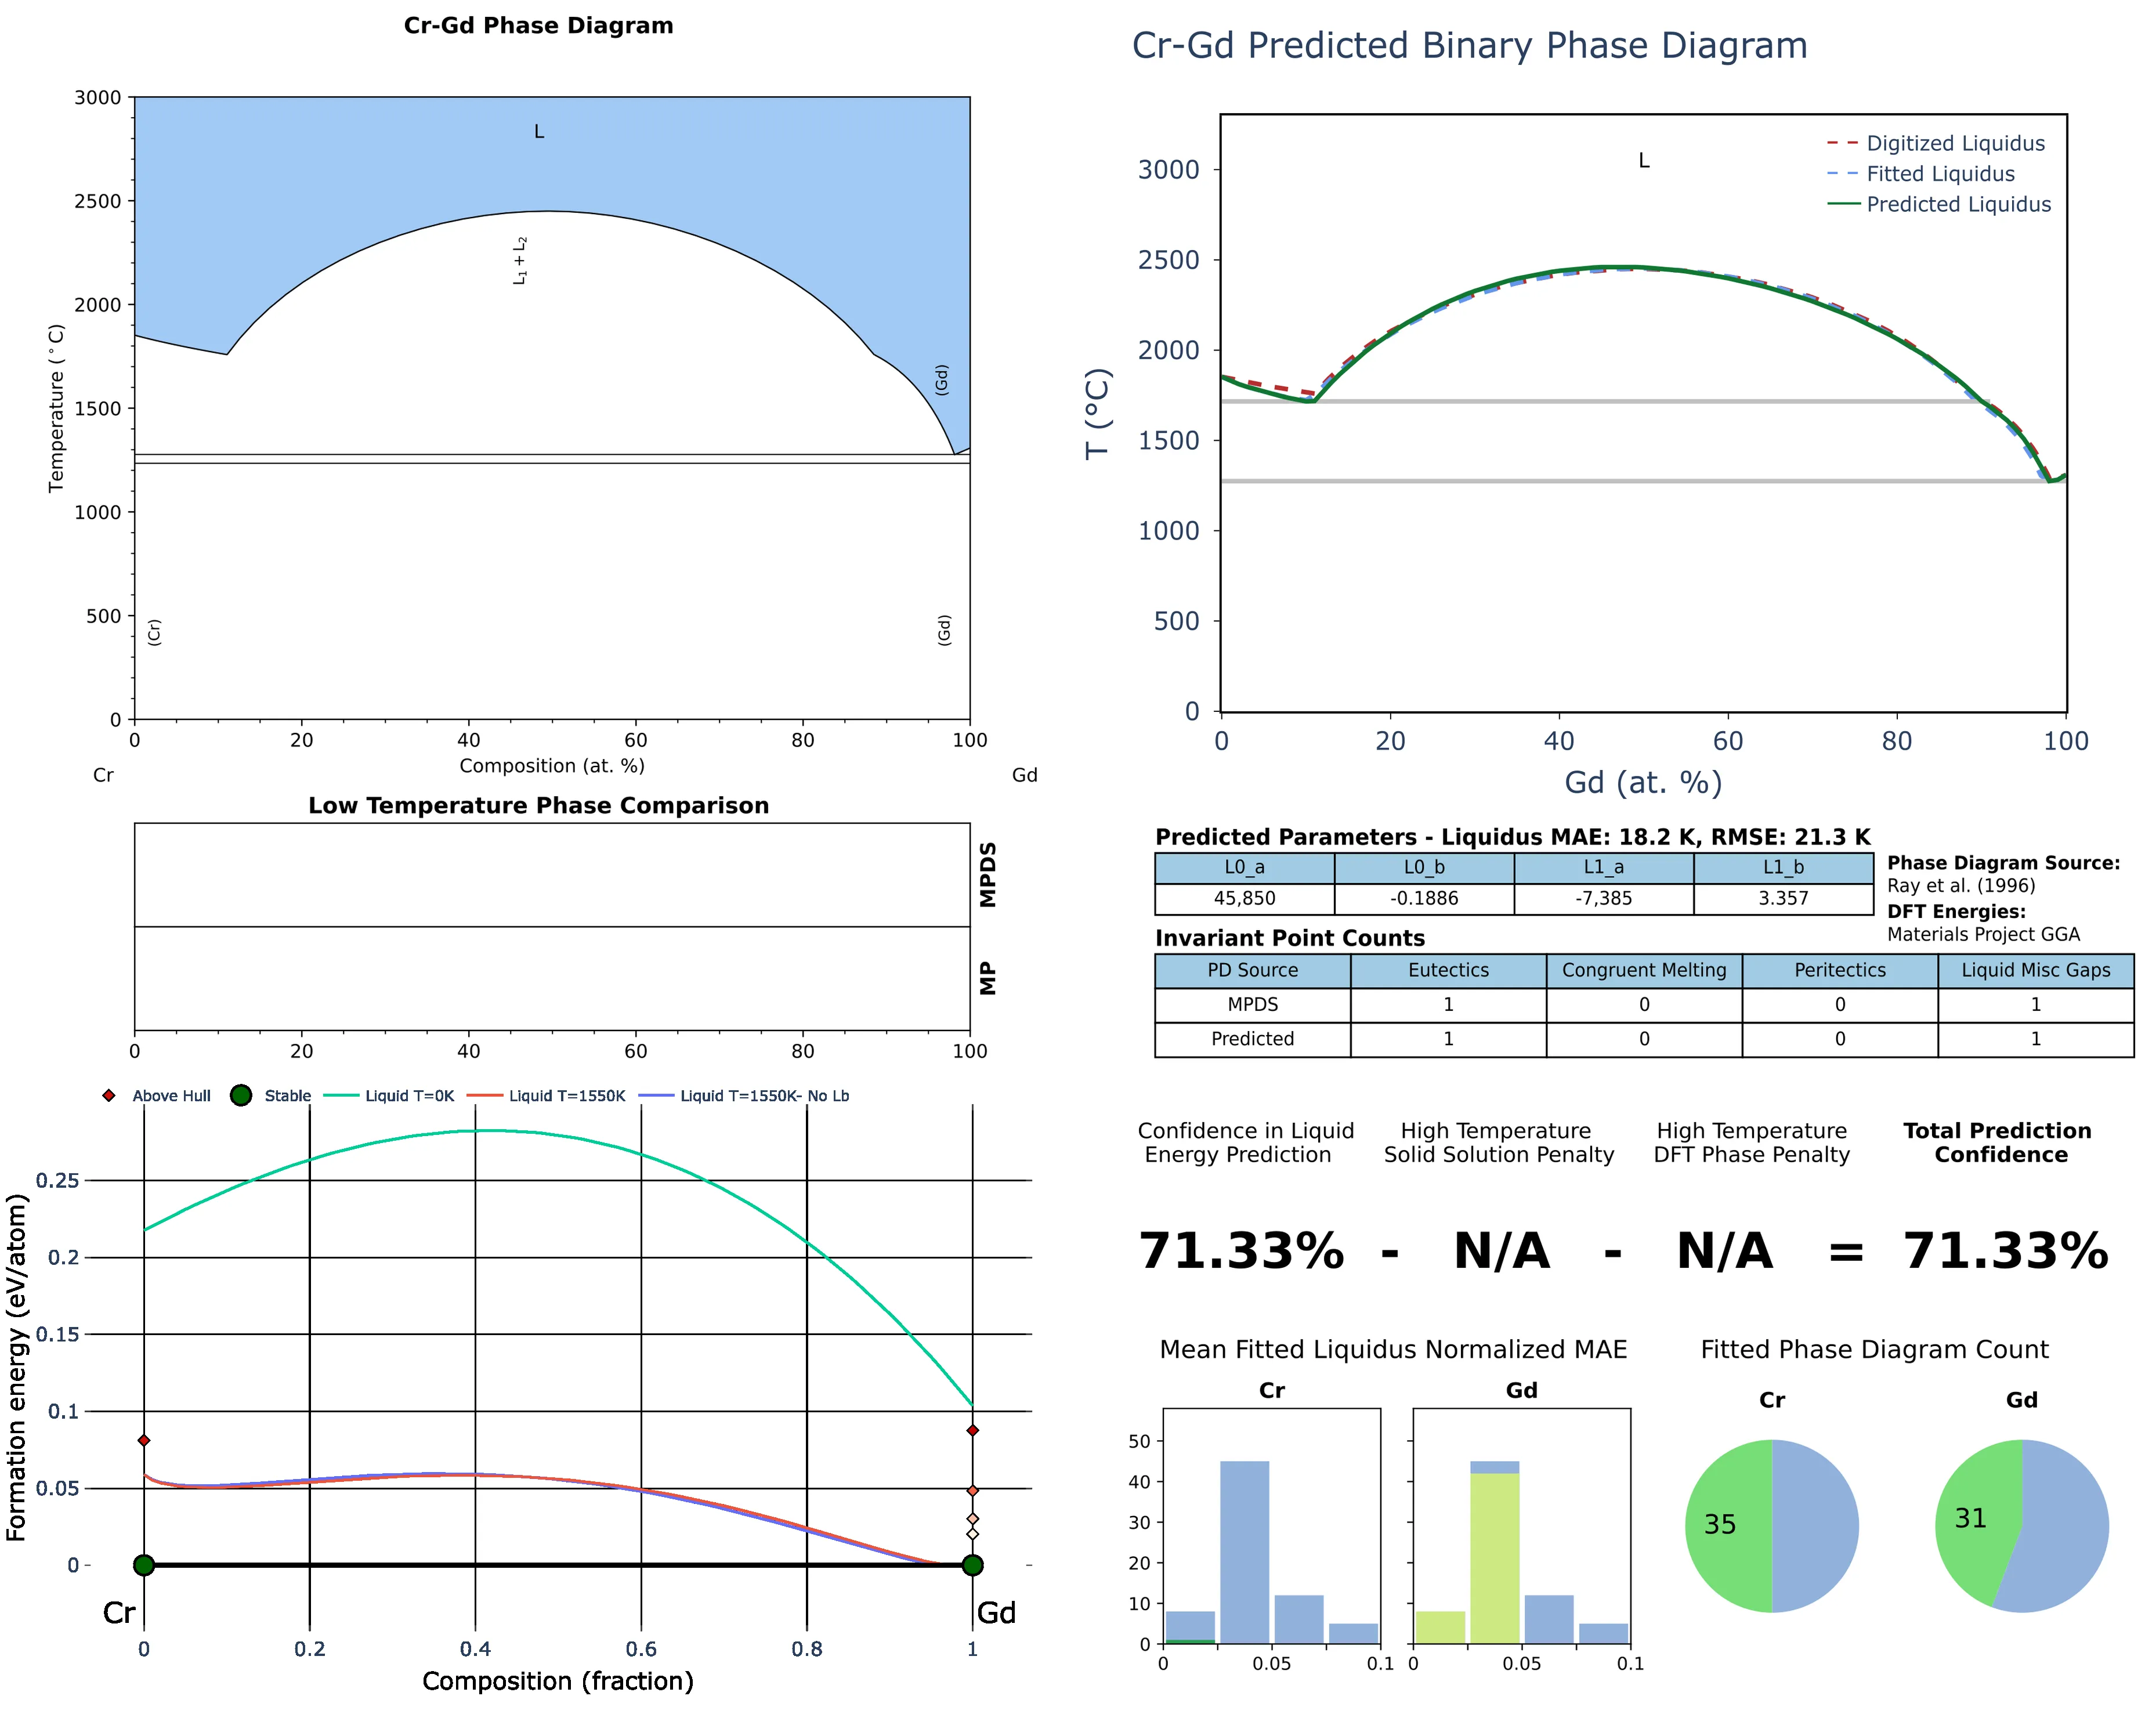 Cr-Gd Phase Diagram
3000
2500
2000
1500
1000
500
0
Temperature (°C)
L
L₁ + L₂
(Gd)
(Cr)
(Gd)
0 20 40 60 80 100
Composition (at. %)
Cr Gd
Low Temperature Phase Comparison
MPDS
MP
0 20 40 60 80 100
Above Hull Stable Liquid T=0K Liquid T=1550K Liquid T=1550K- No Lb
0.25
0.2
0.15
0.1
0.05
0
Formation energy (eV/atom)
Cr Gd
0 0.2 0.4 0.6 0.8 1
Composition (fraction)
Cr-Gd Predicted Binary Phase Diagram
L
Digitized Liquidus
Fitted Liquidus
Predicted Liquidus
3000
2500
2000
1500
1000
500
0
T (°C)
0 20 40 60 80 100
Gd (at. %)
Predicted Parameters - Liquidus MAE: 18.2 K, RMSE: 21.3 K
L0_a L0_b L1_a L1_b
45,850 -0.1886 -7,385 3.357
Phase Diagram Source:
Ray et al. (1996)
DFT Energies:
Materials Project GGA
Invariant Point Counts
PD Source Eutectics Congruent Melting Peritectics Liquid Misc Gaps
MPDS 1 0 0 1
Predicted 1 0 0 1
Confidence in Liquid
Energy Prediction
High Temperature
Solid Solution Penalty
High Temperature
DFT Phase Penalty
Total Prediction
Confidence
71.33% - N/A - N/A = 71.33%
Mean Fitted Liquidus Normalized MAE
Cr Gd
50
40
30
20
10
0
0 0.05 0.1 0 0.05 0.1
Fitted Phase Diagram Count
Cr Gd
35 31